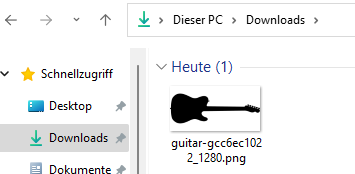 Dieser PC > Downloads >
Schnellzugriff
Heute (1)
Desktop
Downloads
Dokumente
guitar-gcc6ec102
2_1280.png